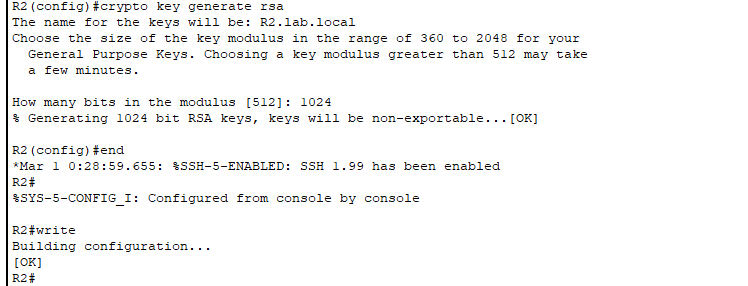 R2(config)#crypto key generate rsa
The name for the keys will be: R2.lab.local
Choose the size of the key modulus in the range of 360 to 2048 for your
General Purpose Keys. Choosing a key modulus greater than 512 may take
a few minutes.
How many bits in the modulus [512]: 1024
% Generating 1024 bit RSA keys, keys will be non-exportable...[OK]
R2(config)#end
*Mar 1 0:28:59.655: %SSH-5-ENABLED: SSH 1.99 has been enabled
R2#
%SYS-5-CONFIG_I: Configured from console by console
R2#write
Building configuration...
[OK]
R2#